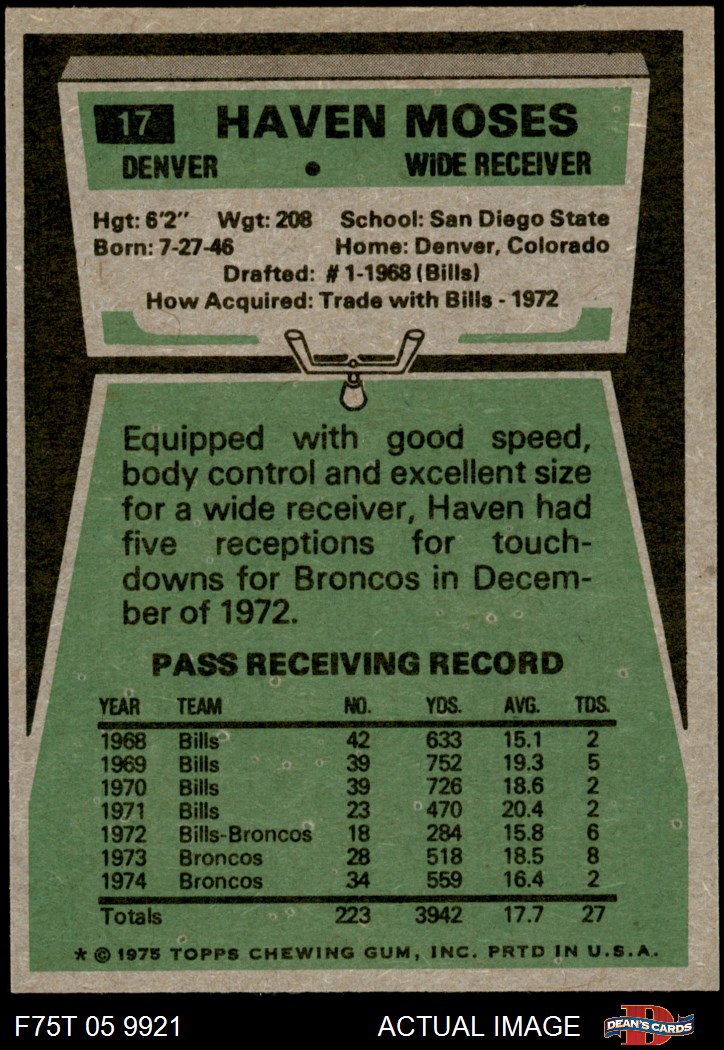 17 HAVEN MOSES
DENVER • WIDE RECEIVER
Hgt: 6'2" Wgt: 208 School: San Diego State
Born: 7-27-46 Home: Denver, Colorado
Drafted: #1-1968 (Bills)
How Acquired: Trade with Bills - 1972
Equipped with good speed,
body control and excellent size
for a wide receiver, Haven had
five receptions for touch-
downs for Broncos in Decem-
ber of 1972.
PASS RECEIVING RECORD
YEAR TEAM NO. YDS. AVG. TDS.
1968 Bills 42 633 15.1 2
1969 Bills 39 752 19.3 5
1970 Bills 39 726 18.6 2
1971 Bills 23 470 20.4 2
1972 Bills-Broncos 18 284 15.8 6
1973 Broncos 28 518 18.5 8
1974 Broncos 34 559 16.4 2
Totals 223 3942 17.7 27
* © 1975 TOPPS CHEWING GUM, INC. PRTD IN U.S.A.
F75T 05 9921 ACTUAL IMAGE D DEAN'S CARDS